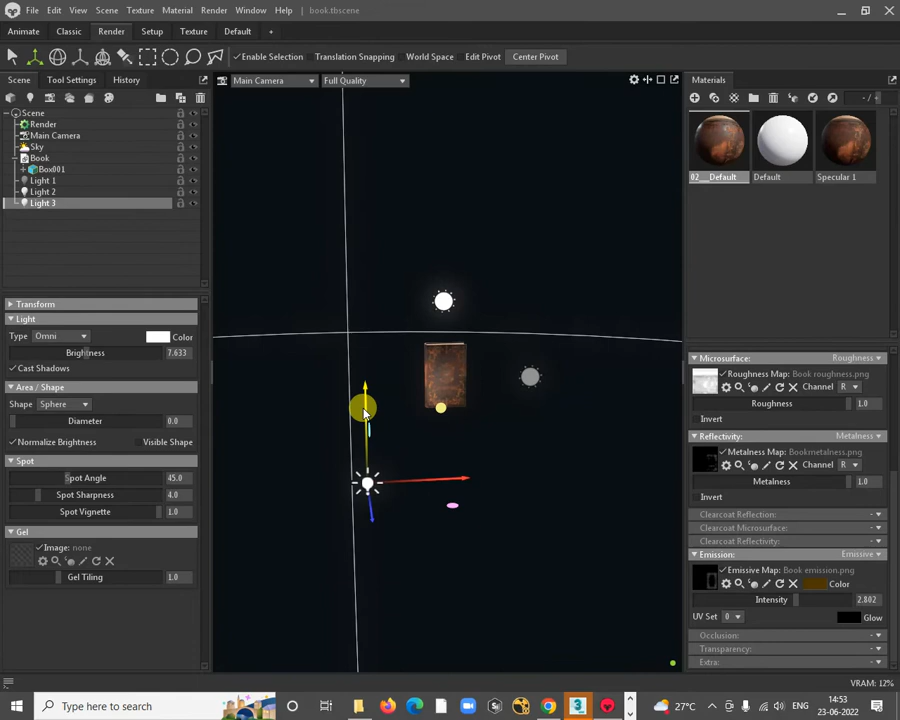 File Edit Scene Material Render Window Help book.tbscene
Animate Classic Render Setup Texture Default +
Enable Selection Translation Snapping World Space Edit Pivot Center Pivot
Scene Tool Settings History
Main Camera Full Quality
Materials
-/-
Scene
Render
Main Camera
Sky
Book
Box001
Light 1
Light 2
Light 3
02__Default Default Specular 1
Transform
Light
Type Omni Color
Brightness 7.633
Cast Shadows
Area / Shape
Shape Sphere
Diameter 0.0
Normalize Brightness Visible Shape
Spot
Spot Angle 45.0
Spot Sharpness 4.0
Spot Vignette 1.0
Gel
Image: none
Gel Tiling 1.0
Microsurface: Roughness
Roughness Map: Book roughness.png
Channel R
Roughness 1.0
Invert
Reflectivity: Metalness
Metalness Map: Bookmetalness.png
Channel R
Metalness 1.0
Invert
Clearcoat Reflection: -
Clearcoat Microsurface: -
Clearcoat Reflectivity: -
Emission: Emissive
Emissive Map: Book emission.png
Color
Intensity 2.802
UV Set 0 Glow
Occlusion: -
Transparency: -
Extra: -
VRAM: 12%
Type here to search
27°C ENG 14:53
23-06-2022